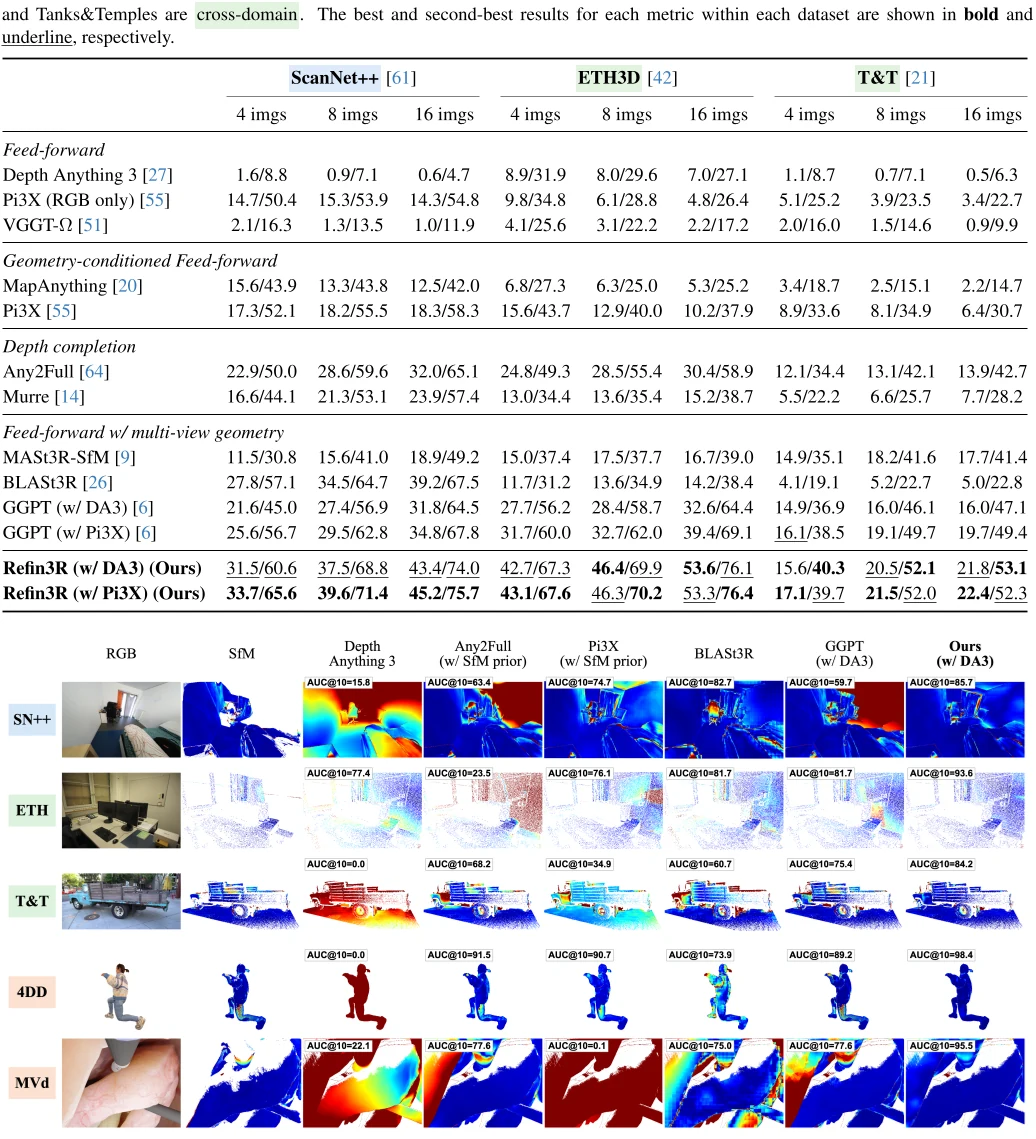 and Tanks&Temples are cross-domain. The best and second-best results for each metric within each dataset are shown in bold and
underline, respectively.
ScanNet++ [61] ETH3D [42] T&T [21]
4 imgs 8 imgs 16 imgs 4 imgs 8 imgs 16 imgs 4 imgs 8 imgs 16 imgs
Feed-forward
Depth Anything 3 [27] 1.6/8.8 0.9/7.1 0.6/4.7 8.9/31.9 8.0/29.6 7.0/27.1 1.1/8.7 0.7/7.1 0.5/6.3
Pi3X (RGB only) [55] 14.7/50.4 15.3/53.9 14.3/54.8 9.8/34.8 6.1/28.8 4.8/26.4 5.1/25.2 3.9/23.5 3.4/22.7
VGGT-Ω [51] 2.1/16.3 1.3/13.5 1.0/11.9 4.1/25.6 3.1/22.2 2.2/17.2 2.0/16.0 1.5/14.6 0.9/9.9
Geometry-conditioned Feed-forward
MapAnything [20] 15.6/43.9 13.3/43.8 12.5/42.0 6.8/27.3 6.3/25.0 5.3/25.2 3.4/18.7 2.5/15.1 2.2/14.7
Pi3X [55] 17.3/52.1 18.2/55.5 18.3/58.3 15.6/43.7 12.9/40.0 10.2/37.9 8.9/33.6 8.1/34.9 6.4/30.7
Depth completion
Any2Full [64] 22.9/50.0 28.6/59.6 32.0/65.1 24.8/49.3 28.5/55.4 30.4/58.9 12.1/34.4 13.1/42.1 13.9/42.7
Murre [14] 16.6/44.1 21.3/53.1 23.9/57.4 13.0/34.4 13.6/35.4 15.2/38.7 5.5/22.2 6.6/25.7 7.7/28.2
Feed-forward w/ multi-view geometry
MASt3R-SfM [9] 11.5/30.8 15.6/41.0 18.9/49.2 15.0/37.4 17.5/37.7 16.7/39.0 14.9/35.1 18.2/41.6 17.7/41.4
BLASt3R [26] 27.8/57.1 34.5/64.7 39.2/67.5 11.7/31.2 13.6/34.9 14.2/38.4 4.1/19.1 5.2/22.7 5.0/22.8
GGPT (w/ DA3) [6] 21.6/45.0 27.4/56.9 31.8/64.5 27.7/56.2 28.4/58.7 32.6/64.4 14.9/36.9 16.0/46.1 16.0/47.1
GGPT (w/ Pi3X) [6] 25.6/56.7 29.5/62.8 34.8/67.8 31.7/60.0 32.7/62.0 39.4/69.1 16.1/38.5 19.1/49.7 19.7/49.4
Refin3R (w/ DA3) (Ours) 31.5/60.6 37.5/68.8 43.4/74.0 42.7/67.3 46.4/69.9 53.6/76.1 15.6/40.3 20.5/52.1 21.8/53.1
Refin3R (w/ Pi3X) (Ours) 33.7/65.6 39.6/71.4 45.2/75.7 43.1/67.6 46.3/70.2 53.3/76.4 17.1/39.7 21.5/52.0 22.4/52.3
RGB SfM Depth Anything 3 Any2Full (w/ SfM prior) Pi3X (w/ SfM prior) BLASt3R GGPT (w/ DA3) Ours (w/ DA3)
SN++ AUC@10=15.8 AUC@10=63.4 AUC@10=74.7 AUC@10=82.7 AUC@10=59.7 AUC@10=85.7
ETH AUC@10=77.4 AUC@10=23.5 AUC@10=76.1 AUC@10=81.7 AUC@10=81.7 AUC@10=93.6
T&T AUC@10=0.0 AUC@10=68.2 AUC@10=34.9 AUC@10=60.7 AUC@10=75.4 AUC@10=84.2
4DD AUC@10=0.0 AUC@10=91.5 AUC@10=90.7 AUC@10=73.9 AUC@10=89.2 AUC@10=98.4
MVd AUC@10=22.1 AUC@10=77.6 AUC@10=0.1 AUC@10=75.0 AUC@10=77.6 AUC@10=95.5